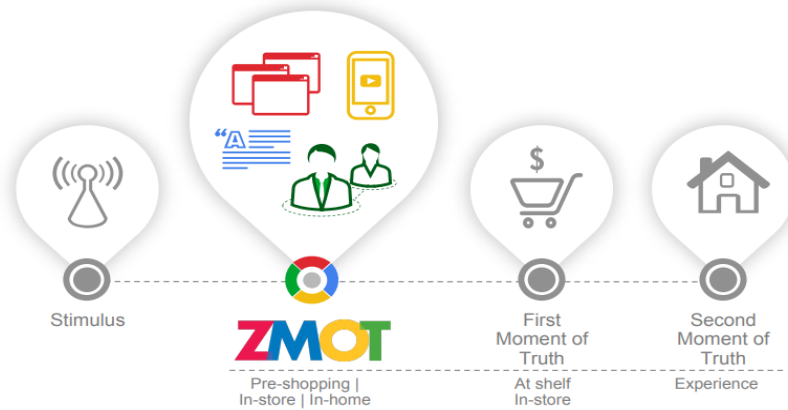 “A
$
Stimulus
ZMOT
Pre-shopping |
In-store | In-home
First
Moment of
Truth
At shelf
In-store
Second
Moment of
Truth
Experience